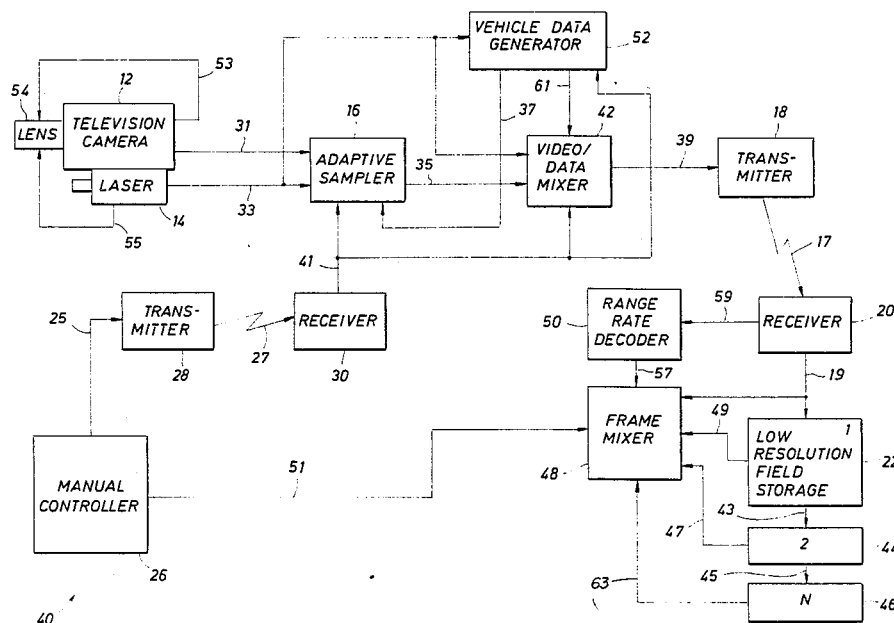 VEHICLE DATA
GENERATOR
52
53
54
12
61
37
42
18
LENS
TELEVISION
CAMERA
16
31
ADAPTIVE
SAMPLER
35
VIDEO/
DATA
MIXER
39
TRANS-
MITTER
LASER
33
14
55
41
17
25
TRANS-
MITTER
28
27
RECEIVER
30
50
RANGE
RATE
DECODER
59
RECEIVER
20
57
19
FRAME
MIXER
48
49
1
LOW
RESOLUTION
FIELD
STORAGE
22
MANUAL
CONTROLLER
26
51
47
43
2
44
45
63
N
46
40